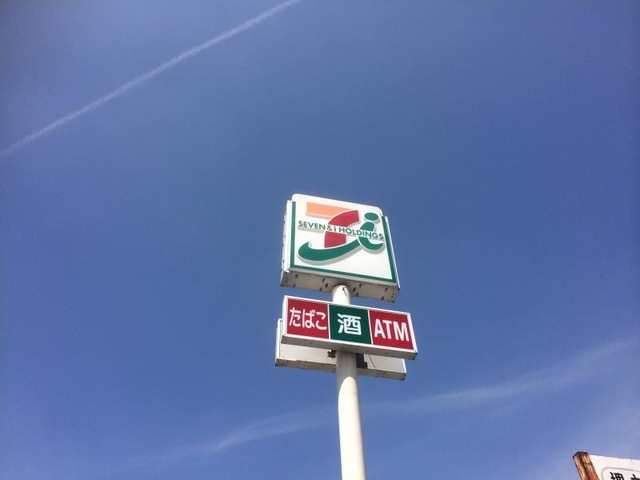 SEVEN & i HOLDINGS
たばこ 酒 ATM